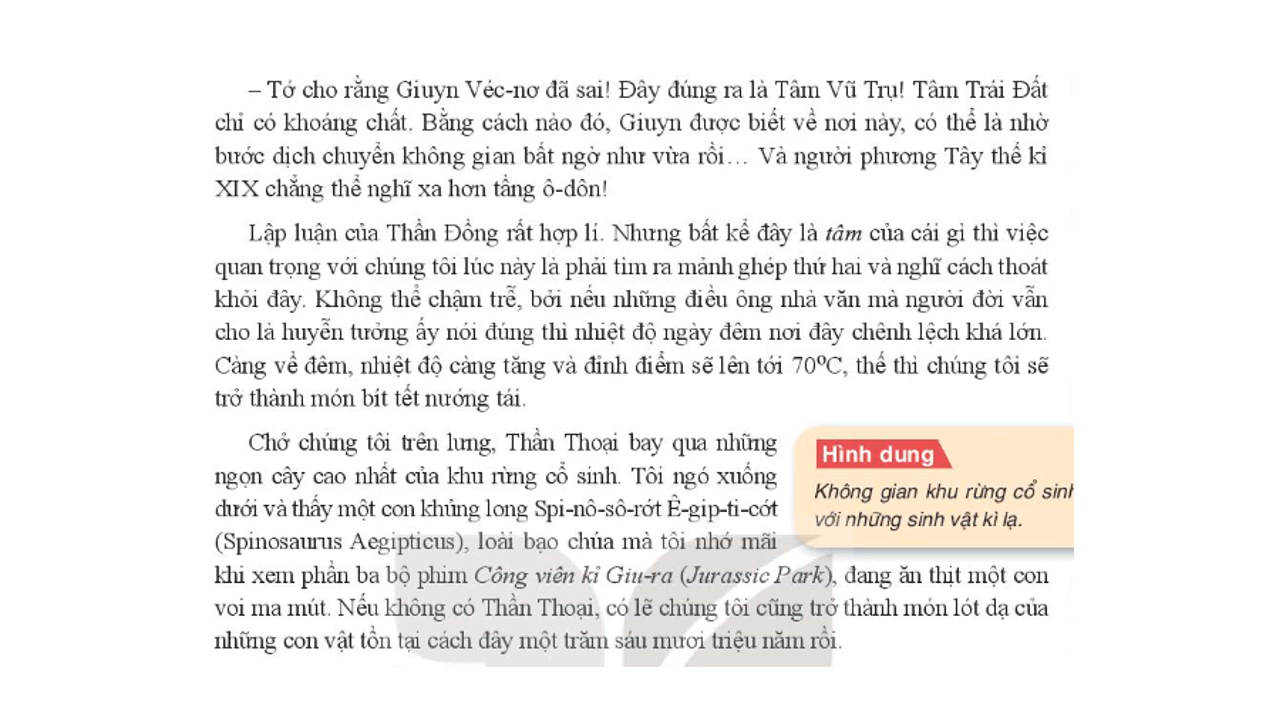 – Tớ cho rằng Giuyn Véc-nơ đã sai! Đây đúng ra là Tâm Vũ Trụ! Tâm Trái Đất
chỉ có khoáng chất. Bằng cách nào đó, Giuyn được biết về nơi này, có thể là nhờ
bước dịch chuyển không gian bất ngờ như vừa rồi… Và người phương Tây thế kỉ
XIX chẳng thể nghĩ xa hơn tầng ô-dôn!
Lập luận của Thần Đồng rất hợp lí. Nhưng bất kể đây là tâm của cái gì thì việc
quan trọng với chúng tôi lúc này là phải tìm ra mảnh ghép thứ hai và nghĩ cách thoát
khỏi đây. Không thể chậm trễ, bởi nếu những điều ông nhà văn mà người đời vẫn
cho là huyễn tưởng ấy nói đúng thì nhiệt độ ngày đêm nơi đây chênh lệch khá lớn.
Càng về đêm, nhiệt độ càng tăng và đỉnh điểm sẽ lên tới 70⁰C, thế thì chúng tôi sẽ
trở thành món bít tết nướng tái.
Chở chúng tôi trên lưng, Thần Thoại bay qua những
ngọn cây cao nhất của khu rừng cổ sinh. Tôi ngó xuống
dưới và thấy một con khủng long Spi-nô-sô-rớt Ê-gip-ti-cớt
(Spinosaurus Aegipticus), loài bạo chúa mà tôi nhớ mãi
khi xem phần ba bộ phim Công viên kỉ Giu-ra (Jurassic Park), đang ăn thịt một con
voi ma mút. Nếu không có Thần Thoại, có lẽ chúng tôi cũng trở thành món lót dạ của
những con vật tồn tại cách đây một trăm sáu mươi triệu năm rồi.
Hình dung
Không gian khu rừng cổ sinh
với những sinh vật kì lạ.